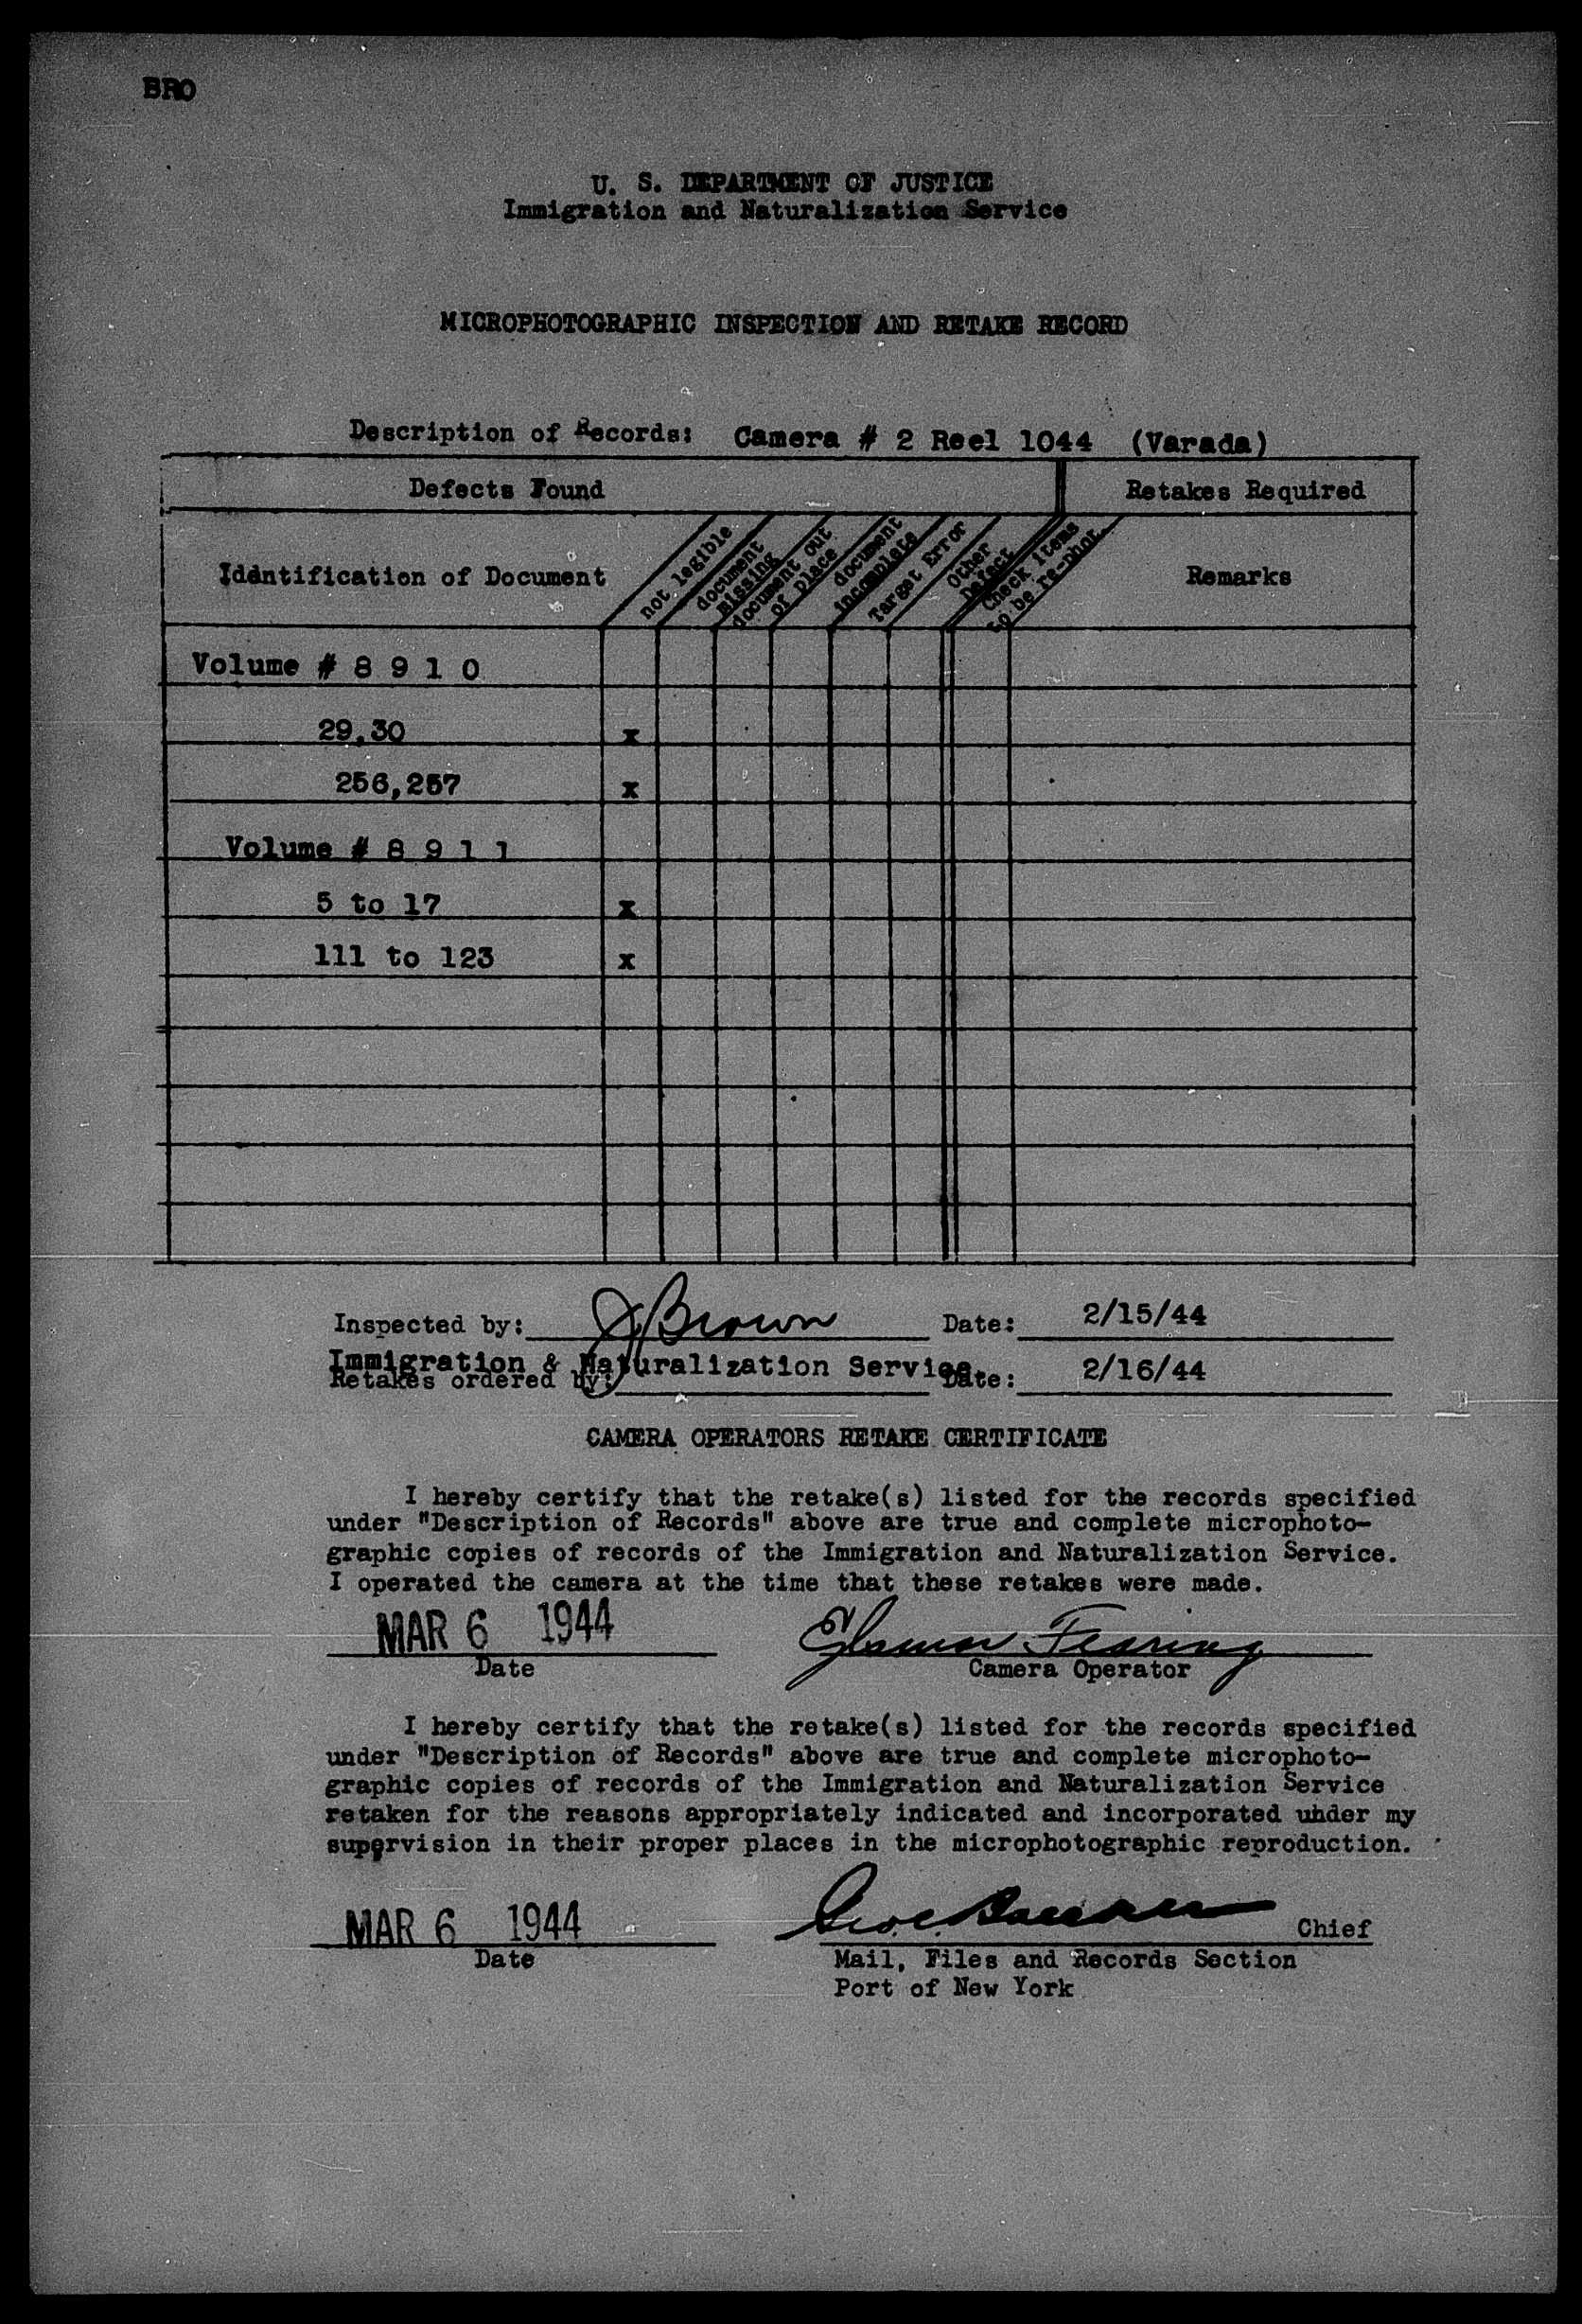 BRO
U. S. DEPARTMENT OF JUSTICE
Immigration and Naturalization Service
MICROPHOTOGRAPHIC INSPECTION AND RETAKE RECORD
Description of Records: Camera # 2 Reel 1044 (Varada)
Defects Found
Retakes Required
Identification of Document
not legible
document
missing
document out
of place
document
incomplete
Target Error
Other
Defect
Check items
to be re-phot.
Remarks
Volume # 8 9 1 0
29,30 x
256,257 x
Volume # 8 9 1 1
5 to 17 x
111 to 123 x
Inspected by: J Brown Date: 2/15/44
Immigration & Naturalization Service
Retakes ordered by: Date: 2/16/44
CAMERA OPERATORS RETAKE CERTIFICATE
I hereby certify that the retake(s) listed for the records specified
under "Description of Records" above are true and complete microphoto-
graphic copies of records of the Immigration and Naturalization Service.
I operated the camera at the time that these retakes were made.
MAR 6 1944 Fearing
Date Camera Operator
I hereby certify that the retake(s) listed for the records specified
under "Description of Records" above are true and complete microphoto-
graphic copies of records of the Immigration and Naturalization Service
retaken for the reasons appropriately indicated and incorporated under my
supervision in their proper places in the microphotographic reproduction.
MAR 6 1944 Chief
Date Mail, Files and Records Section
Port of New York